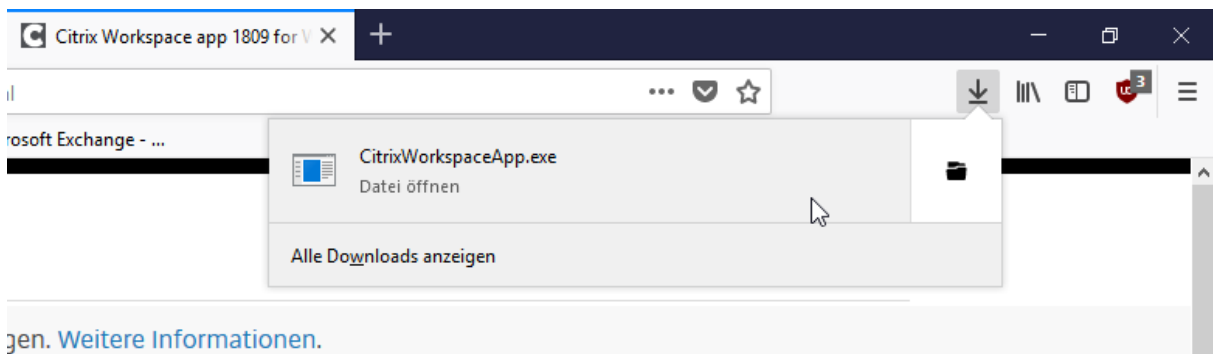 Citrix Workspace app 1809 for
3
rosoft Exchange - ...
CitrixWorkspaceApp.exe
Datei öffnen
Alle Downloads anzeigen
gen. Weitere Informationen.